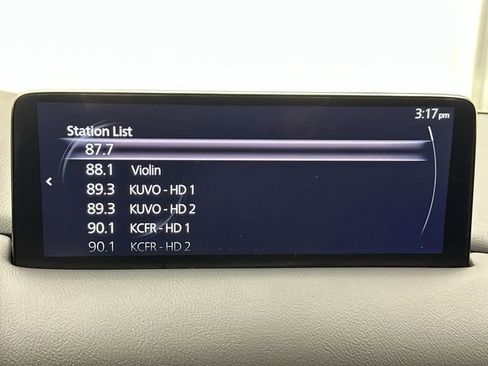 3:17 pm
Station List
87.7
88.1 Violin
89.3 KUVO - HD 1
89.3 KUVO - HD 2
90.1 KCFR - HD 1
90.1 KCFR - HD 2